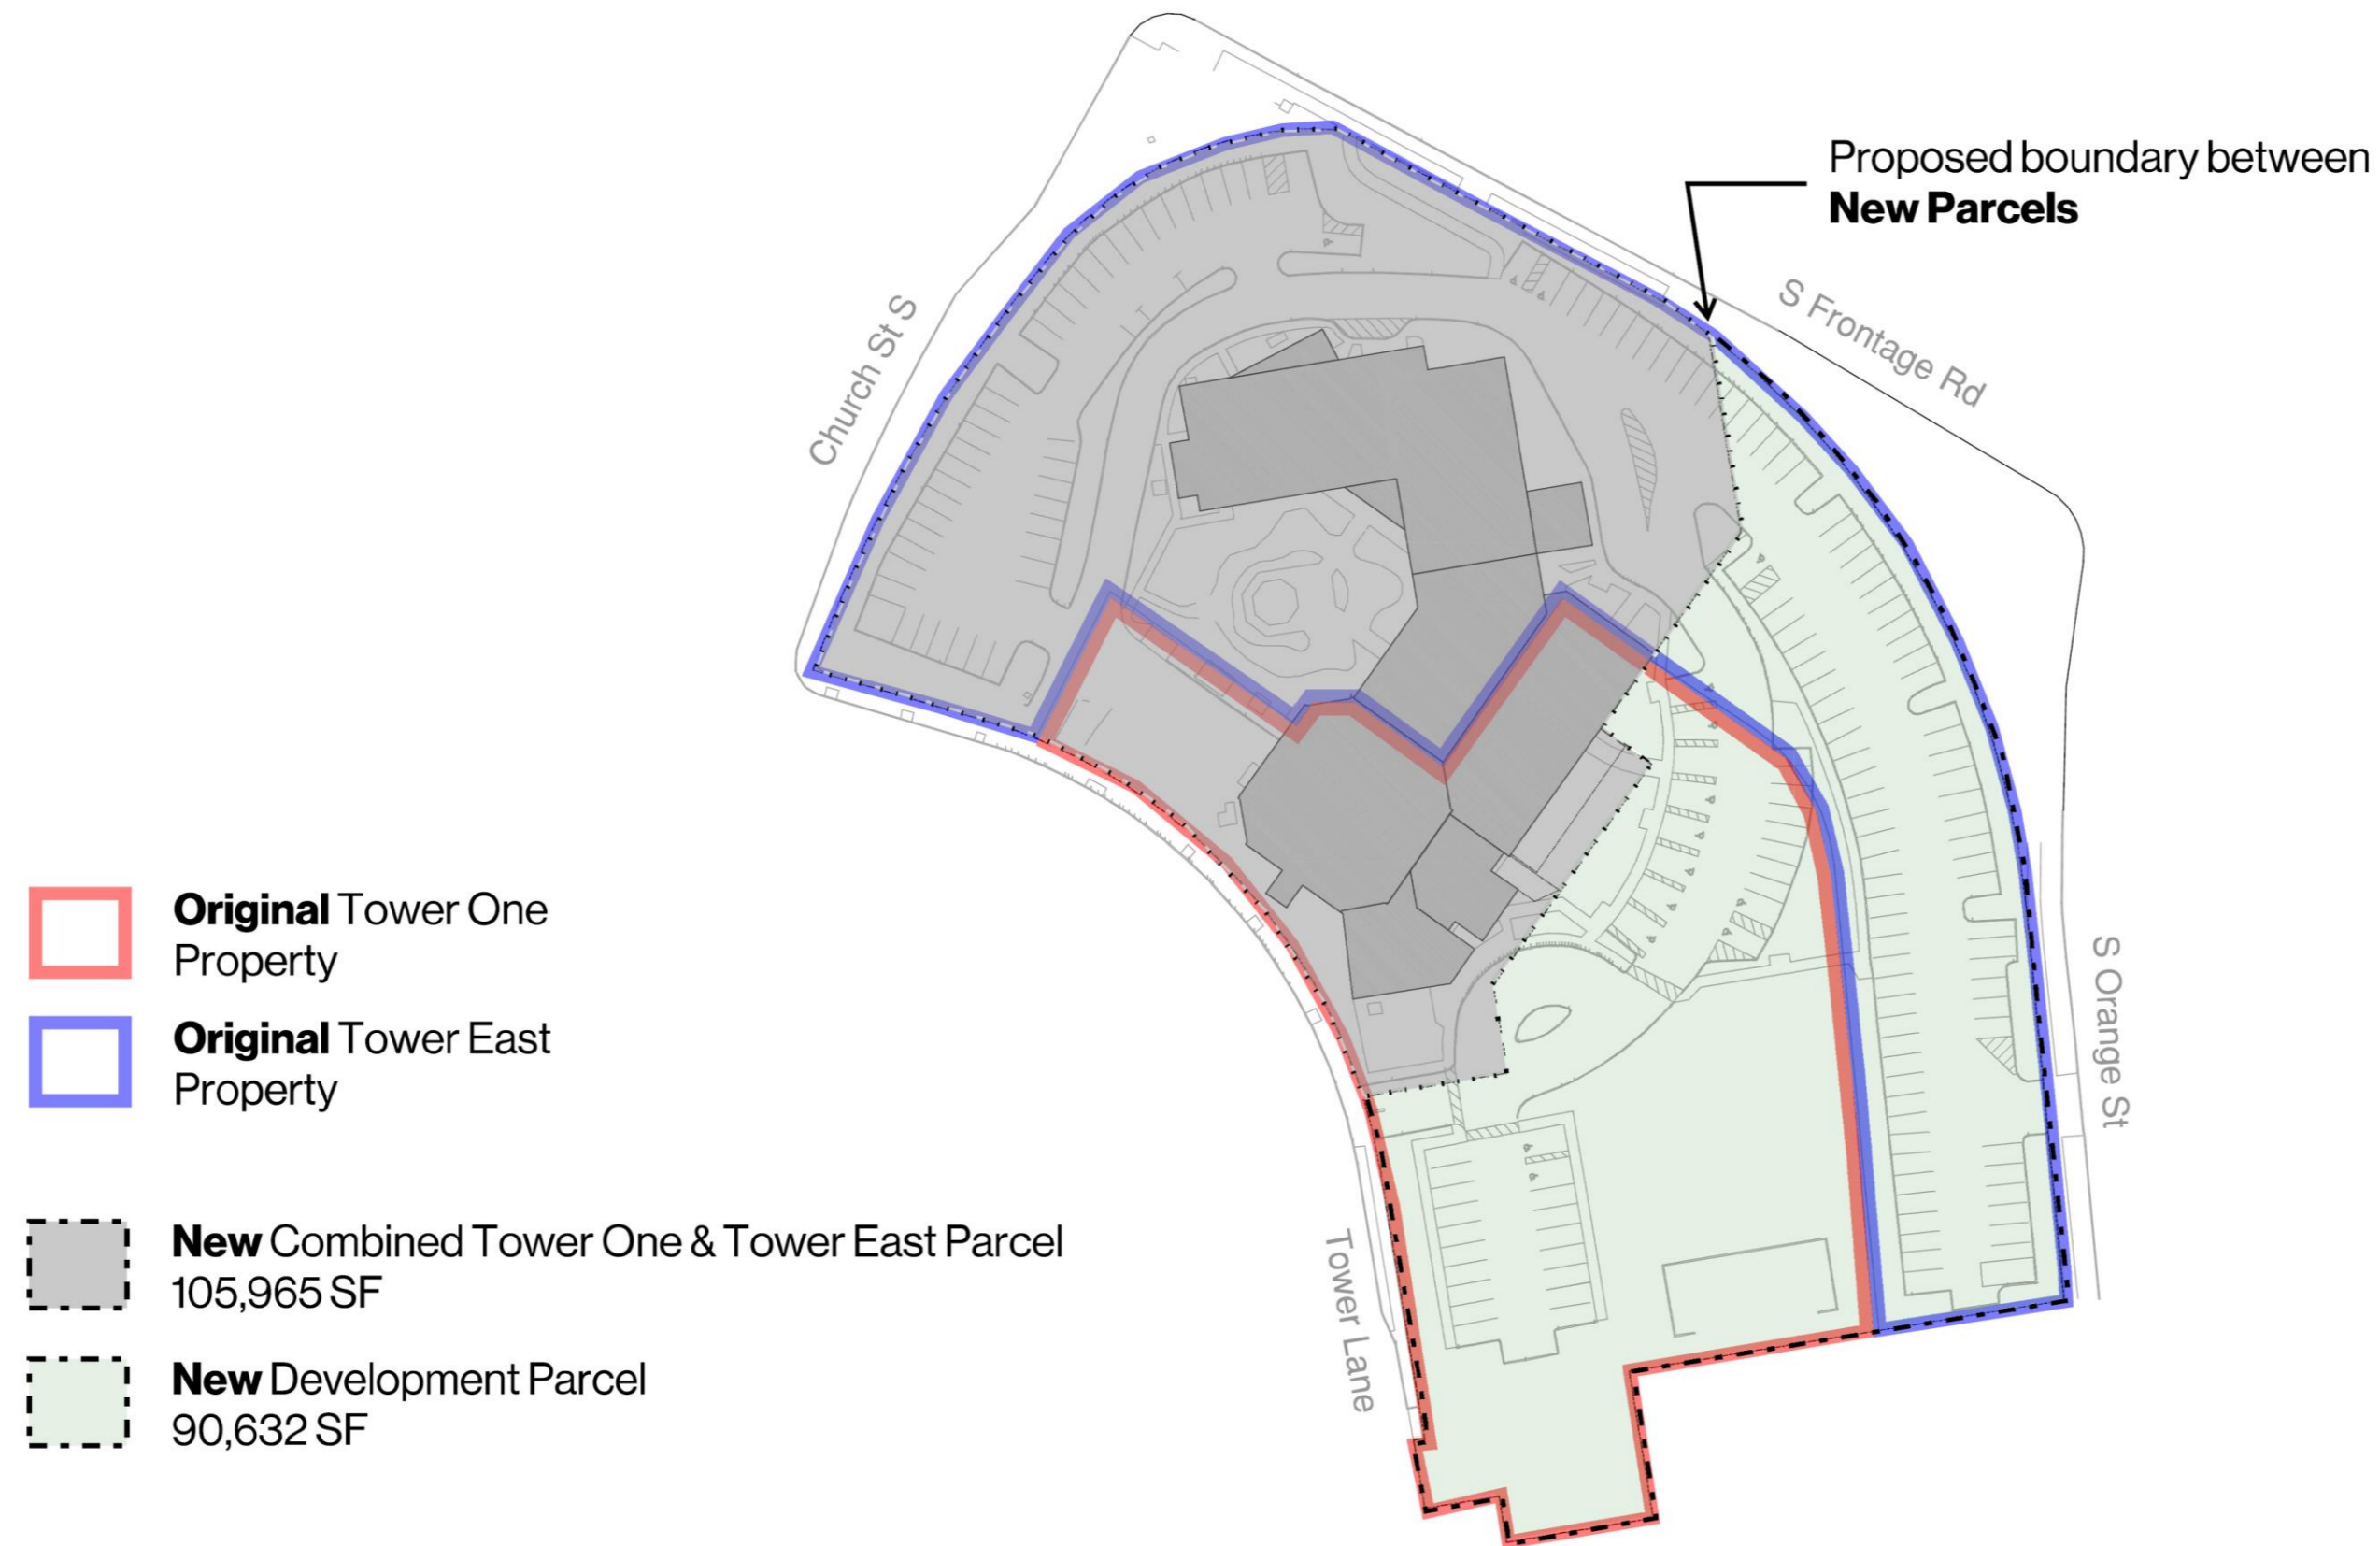 Proposed boundary between
New Parcels
S Frontage Rd
Church St S
S Orange St
Tower Lane
Original Tower One
Property
Original Tower East
Property
New Combined Tower One & Tower East Parcel
105,965 SF
New Development Parcel
90,632 SF